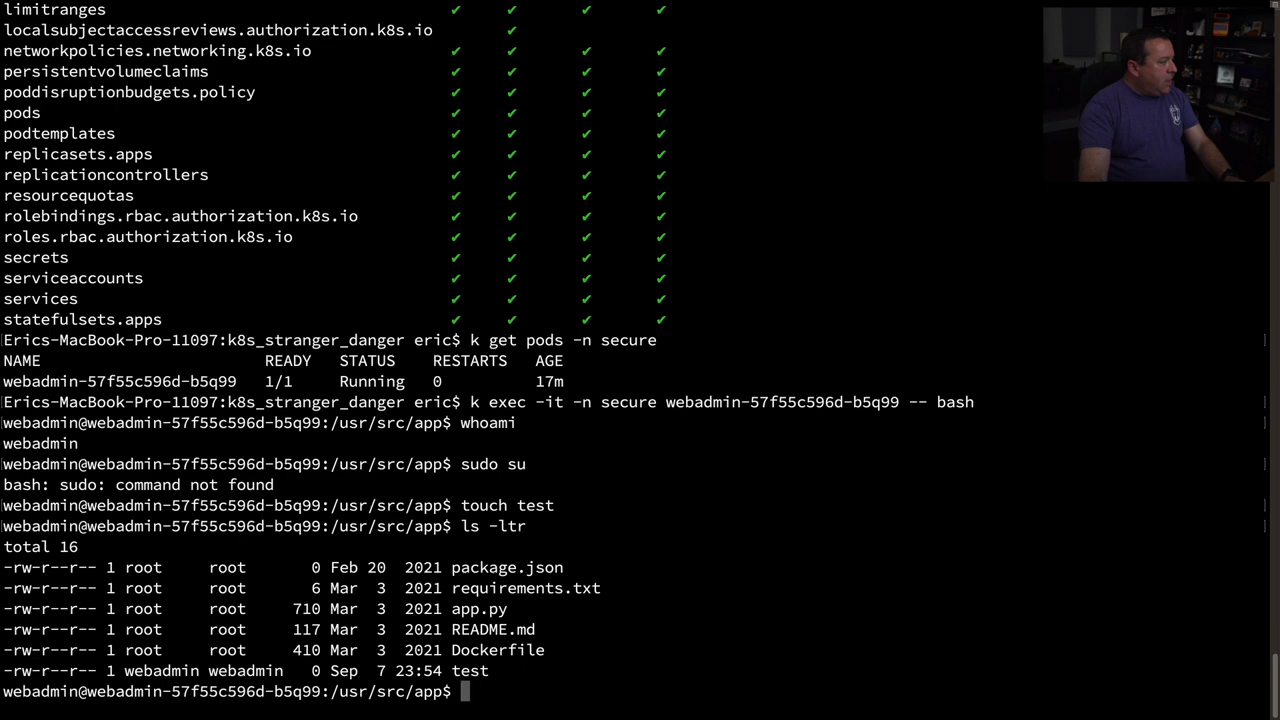 limitranges ✔ ✔ ✔ ✔
localsubjectaccessreviews.authorization.k8s.io ✔
networkpolicies.networking.k8s.io ✔ ✔ ✔ ✔
persistentvolumeclaims ✔ ✔ ✔ ✔
poddisruptionbudgets.policy ✔ ✔ ✔ ✔
pods ✔ ✔ ✔ ✔
podtemplates ✔ ✔ ✔ ✔
replicasets.apps ✔ ✔ ✔ ✔
replicationcontrollers ✔ ✔ ✔ ✔
resourcequotas ✔ ✔ ✔ ✔
rolebindings.rbac.authorization.k8s.io ✔ ✔ ✔ ✔
roles.rbac.authorization.k8s.io ✔ ✔ ✔ ✔
secrets ✔ ✔ ✔ ✔
serviceaccounts ✔ ✔ ✔ ✔
services ✔ ✔ ✔ ✔
statefulsets.apps ✔ ✔ ✔ ✔
[Erics-MacBook-Pro-11097:k8s_stranger_danger eric$ k get pods -n secure ]
NAME READY STATUS RESTARTS AGE
webadmin-57f55c596d-b5q99 1/1 Running 0 17m
[Erics-MacBook-Pro-11097:k8s_stranger_danger eric$ k exec -it -n secure webadmin-57f55c596d-b5q99 -- bash ]
[webadmin@webadmin-57f55c596d-b5q99:/usr/src/app$ whoami ]
webadmin
[webadmin@webadmin-57f55c596d-b5q99:/usr/src/app$ sudo su ]
bash: sudo: command not found
[webadmin@webadmin-57f55c596d-b5q99:/usr/src/app$ touch test ]
[webadmin@webadmin-57f55c596d-b5q99:/usr/src/app$ ls -ltr ]
total 16
-rw-r--r-- 1 root root 0 Feb 20 2021 package.json
-rw-r--r-- 1 root root 6 Mar 3 2021 requirements.txt
-rw-r--r-- 1 root root 710 Mar 3 2021 app.py
-rw-r--r-- 1 root root 117 Mar 3 2021 README.md
-rw-r--r-- 1 root root 410 Mar 3 2021 Dockerfile
-rw-r--r-- 1 webadmin webadmin 0 Sep 7 23:54 test
webadmin@webadmin-57f55c596d-b5q99:/usr/src/app$